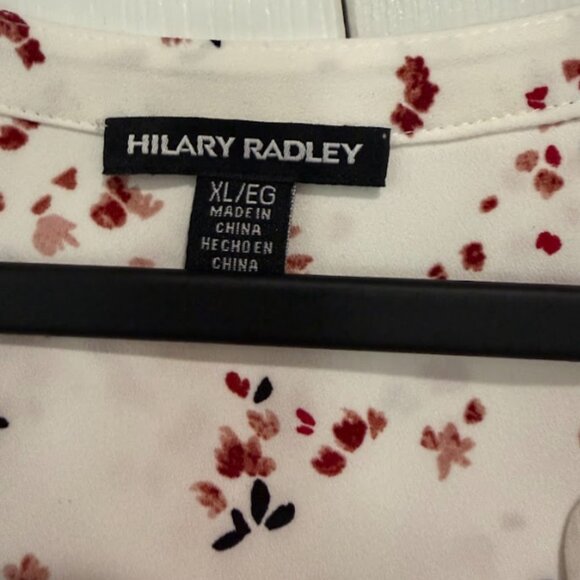 HILARY RADLEY
XL/EG
MADE IN
CHINA
HECHO EN
CHINA